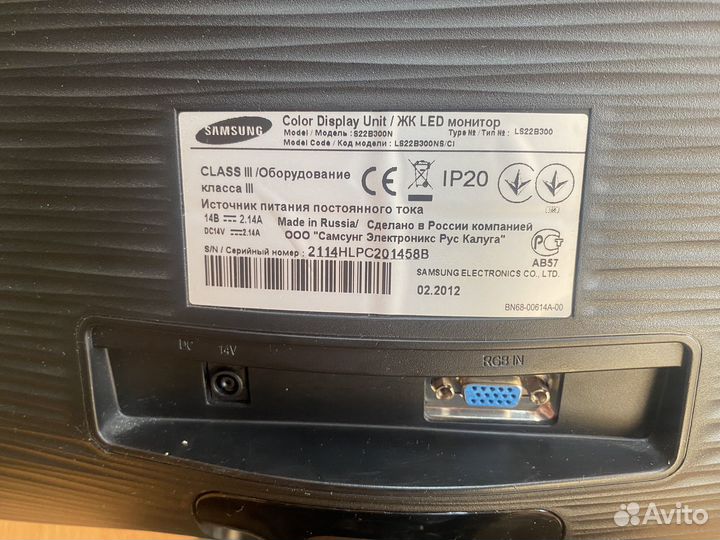 SAMSUNG
Color Display Unit / ЖК LED монитор
Model / Модель : S22B300N
Type № / Тип № : LS22B300
Model Code / Код модели : LS22B300NS/CI
CLASS III /Оборудование
класса III
CE
IP20
Источник питания постоянного тока
14В 2.14A
DC14V 2.14A
Made in Russia/ Сделано в России компанией
ООО "Самсунг Электроникс Рус Калуга"
S/N / Серийный номер : 2114HLPC201458B
АВ57
SAMSUNG ELECTRONICS CO., LTD.
02.2012
BN68-00614A-00
DC 14V
RGB IN
Avito